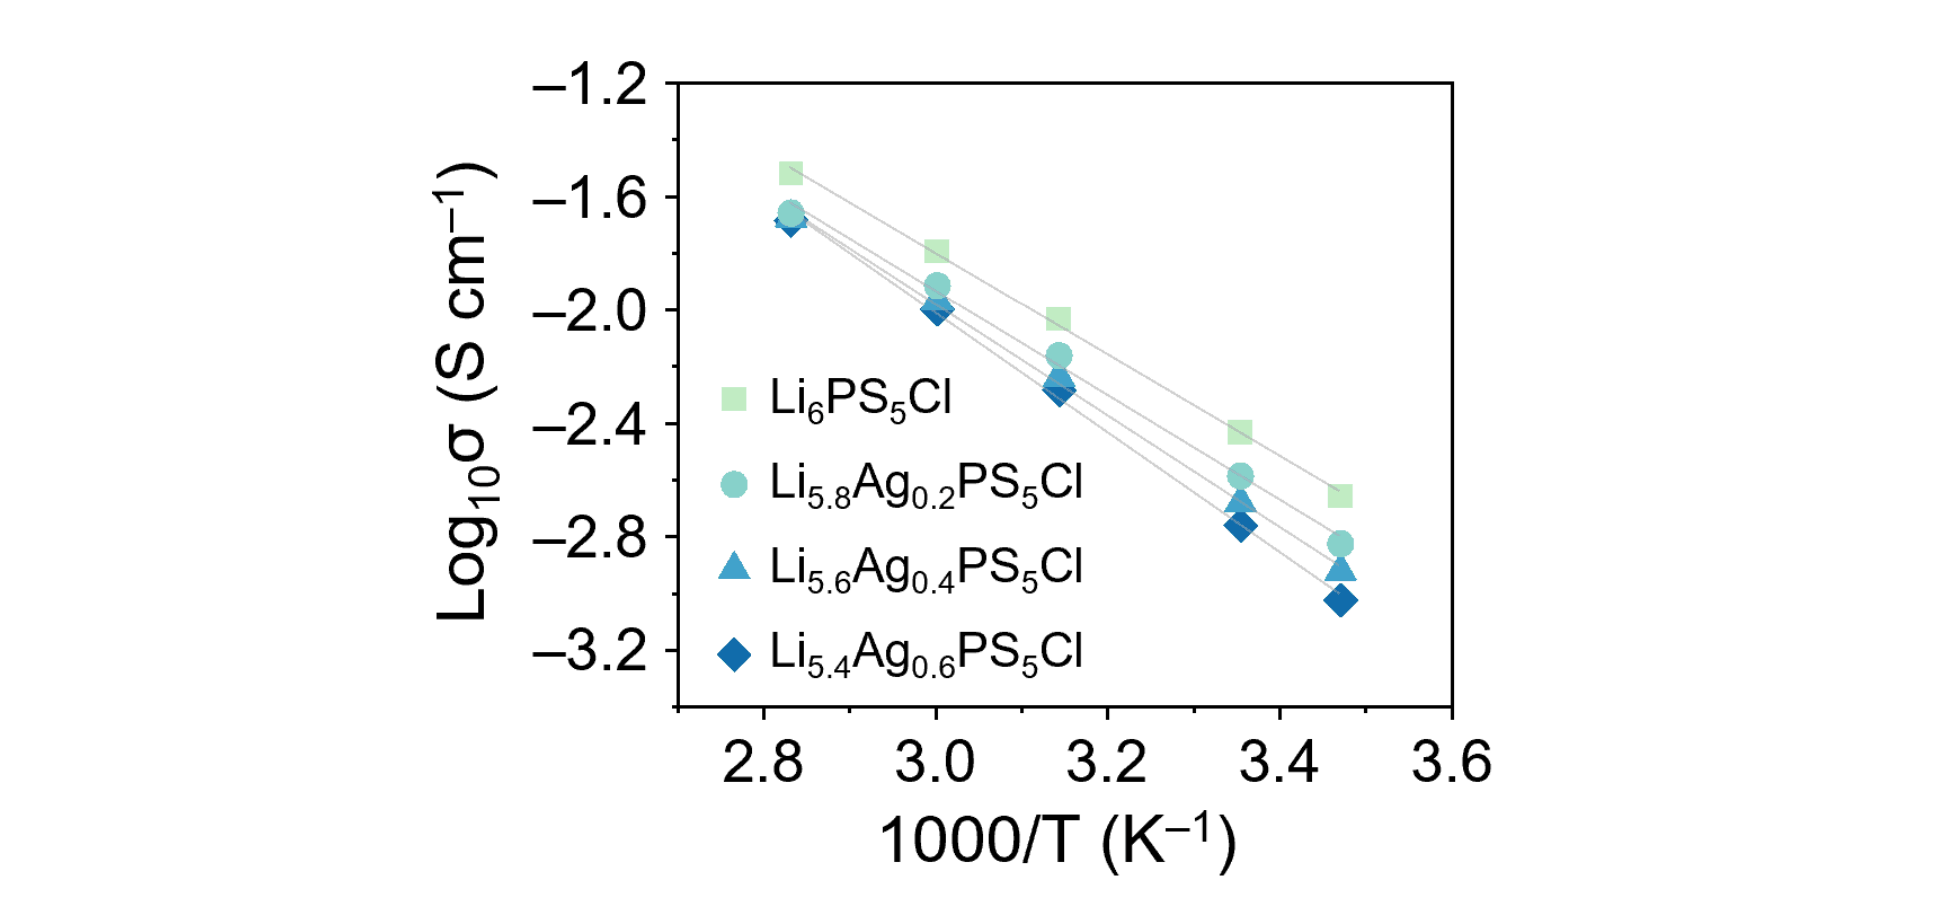 –1.2
–1.6
–2.0
–2.4
–2.8
–3.2
Log₁₀σ (S cm⁻¹)
Li₆PS₅Cl
Li₅.₈Ag₀.₂PS₅Cl
Li₅.₆Ag₀.₄PS₅Cl
Li₅.₄Ag₀.₆PS₅Cl
2.8 3.0 3.2 3.4 3.6
1000/T (K⁻¹)